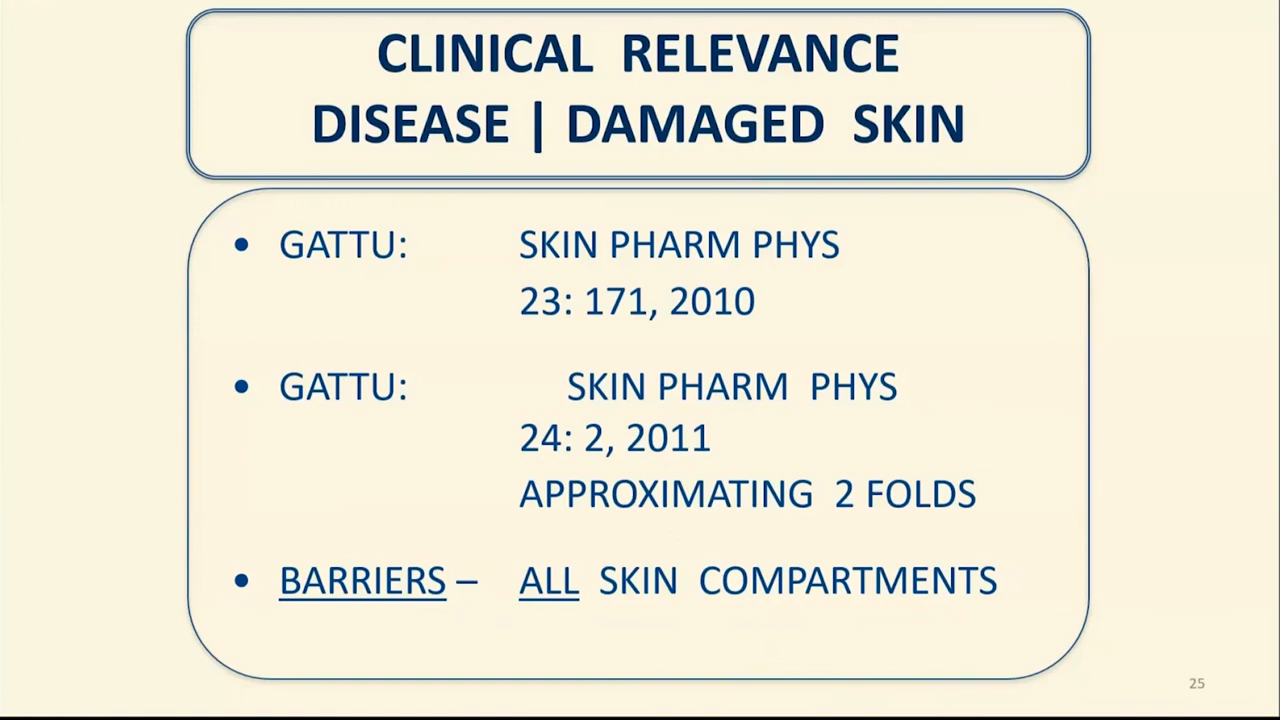 CLINICAL RELEVANCE
DISEASE | DAMAGED SKIN
• GATTU: SKIN PHARM PHYS
23: 171, 2010
• GATTU: SKIN PHARM PHYS
24: 2, 2011
APPROXIMATING 2 FOLDS
• BARRIERS – ALL SKIN COMPARTMENTS
25